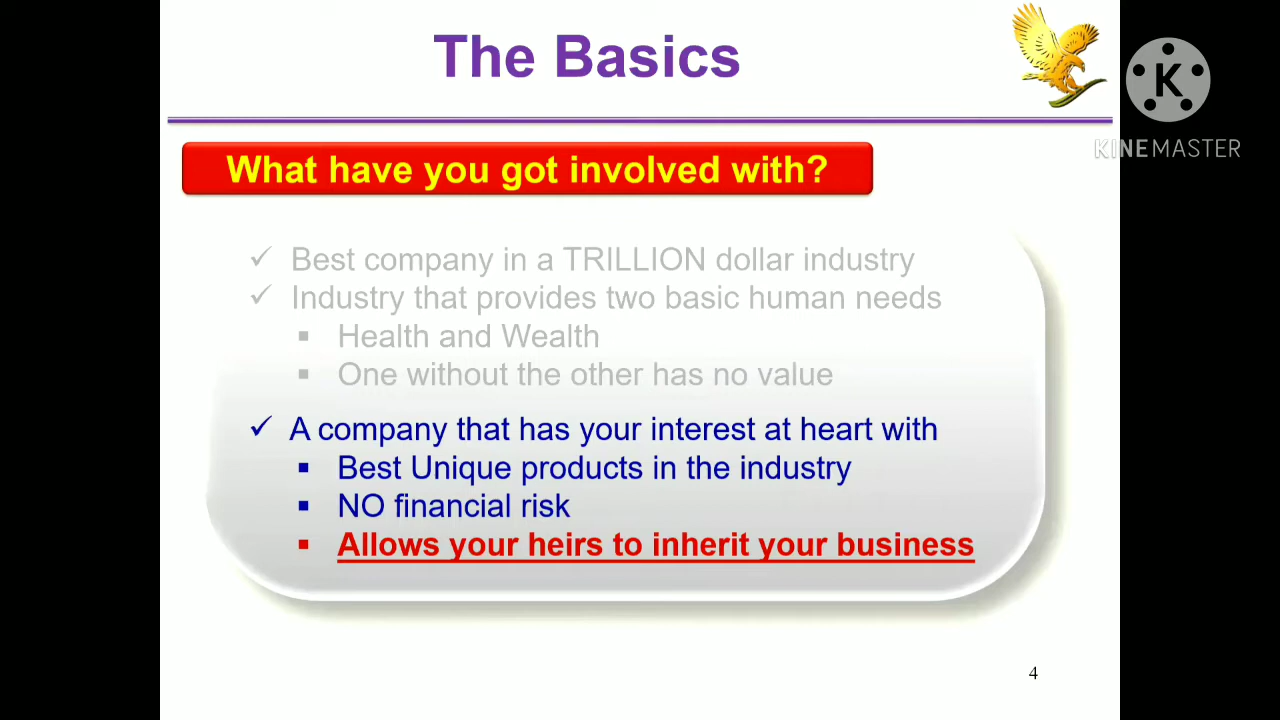 The Basics
K
KINEMASTER
What have you got involved with?
✓ Best company in a TRILLION dollar industry
✓ Industry that provides two basic human needs
▪ Health and Wealth
▪ One without the other has no value
✓ A company that has your interest at heart with
▪ Best Unique products in the industry
▪ NO financial risk
▪ Allows your heirs to inherit your business
4